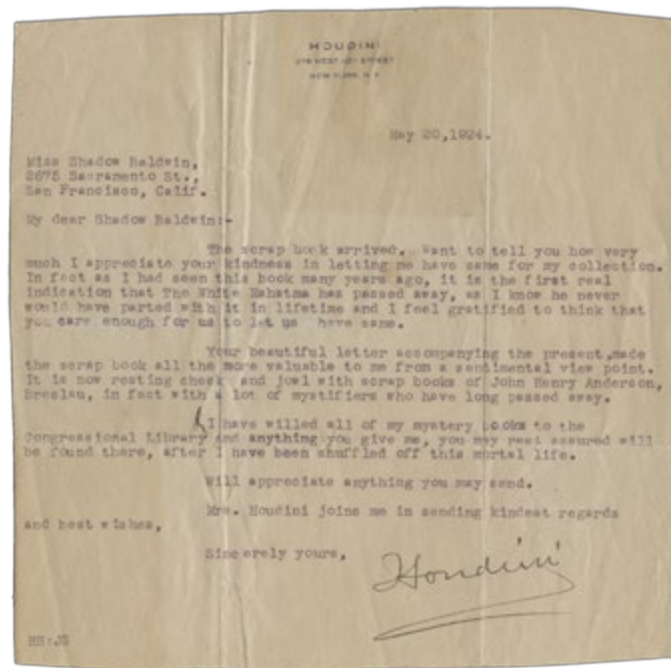 HOUDINI
278 WEST 113 STREET
NEW YORK, N.Y.
May 20,1924.
Miss Shadow Baldwin,
2675 Sacramento St.,
San Francisco, Calif.
My dear Shadow Baldwin:-
The scrap book arrived. Want to tell you how very
much I appreciate your kindness in letting me have same for my collection.
In fact as I had seen this book many years ago, it is the first real
indication that The White Mahatma has passed away, as I know he never
would have parted with it in lifetime and I feel gratified to think that
you care enough for us to let us have same.
Your beautiful letter accompanying the present,made
the scrap book all the more valuable to me from a sendimental view point.
It is now resting cheek and jowl with scrap books of John Henry Anderson,
Breslau, in fact with a lot of mystifiers who have long passed away.
I have willed all of my mystery books to the
Congressional Library and anything you give me, you may rest assured will
be found there, after I have been shuffled off this mortal life.
Will appreciate anything you may send.
Mrs. Houdini joins me in sending kindest regards
and best wishes,
Sincerely yours,
Houdini
HH:JS